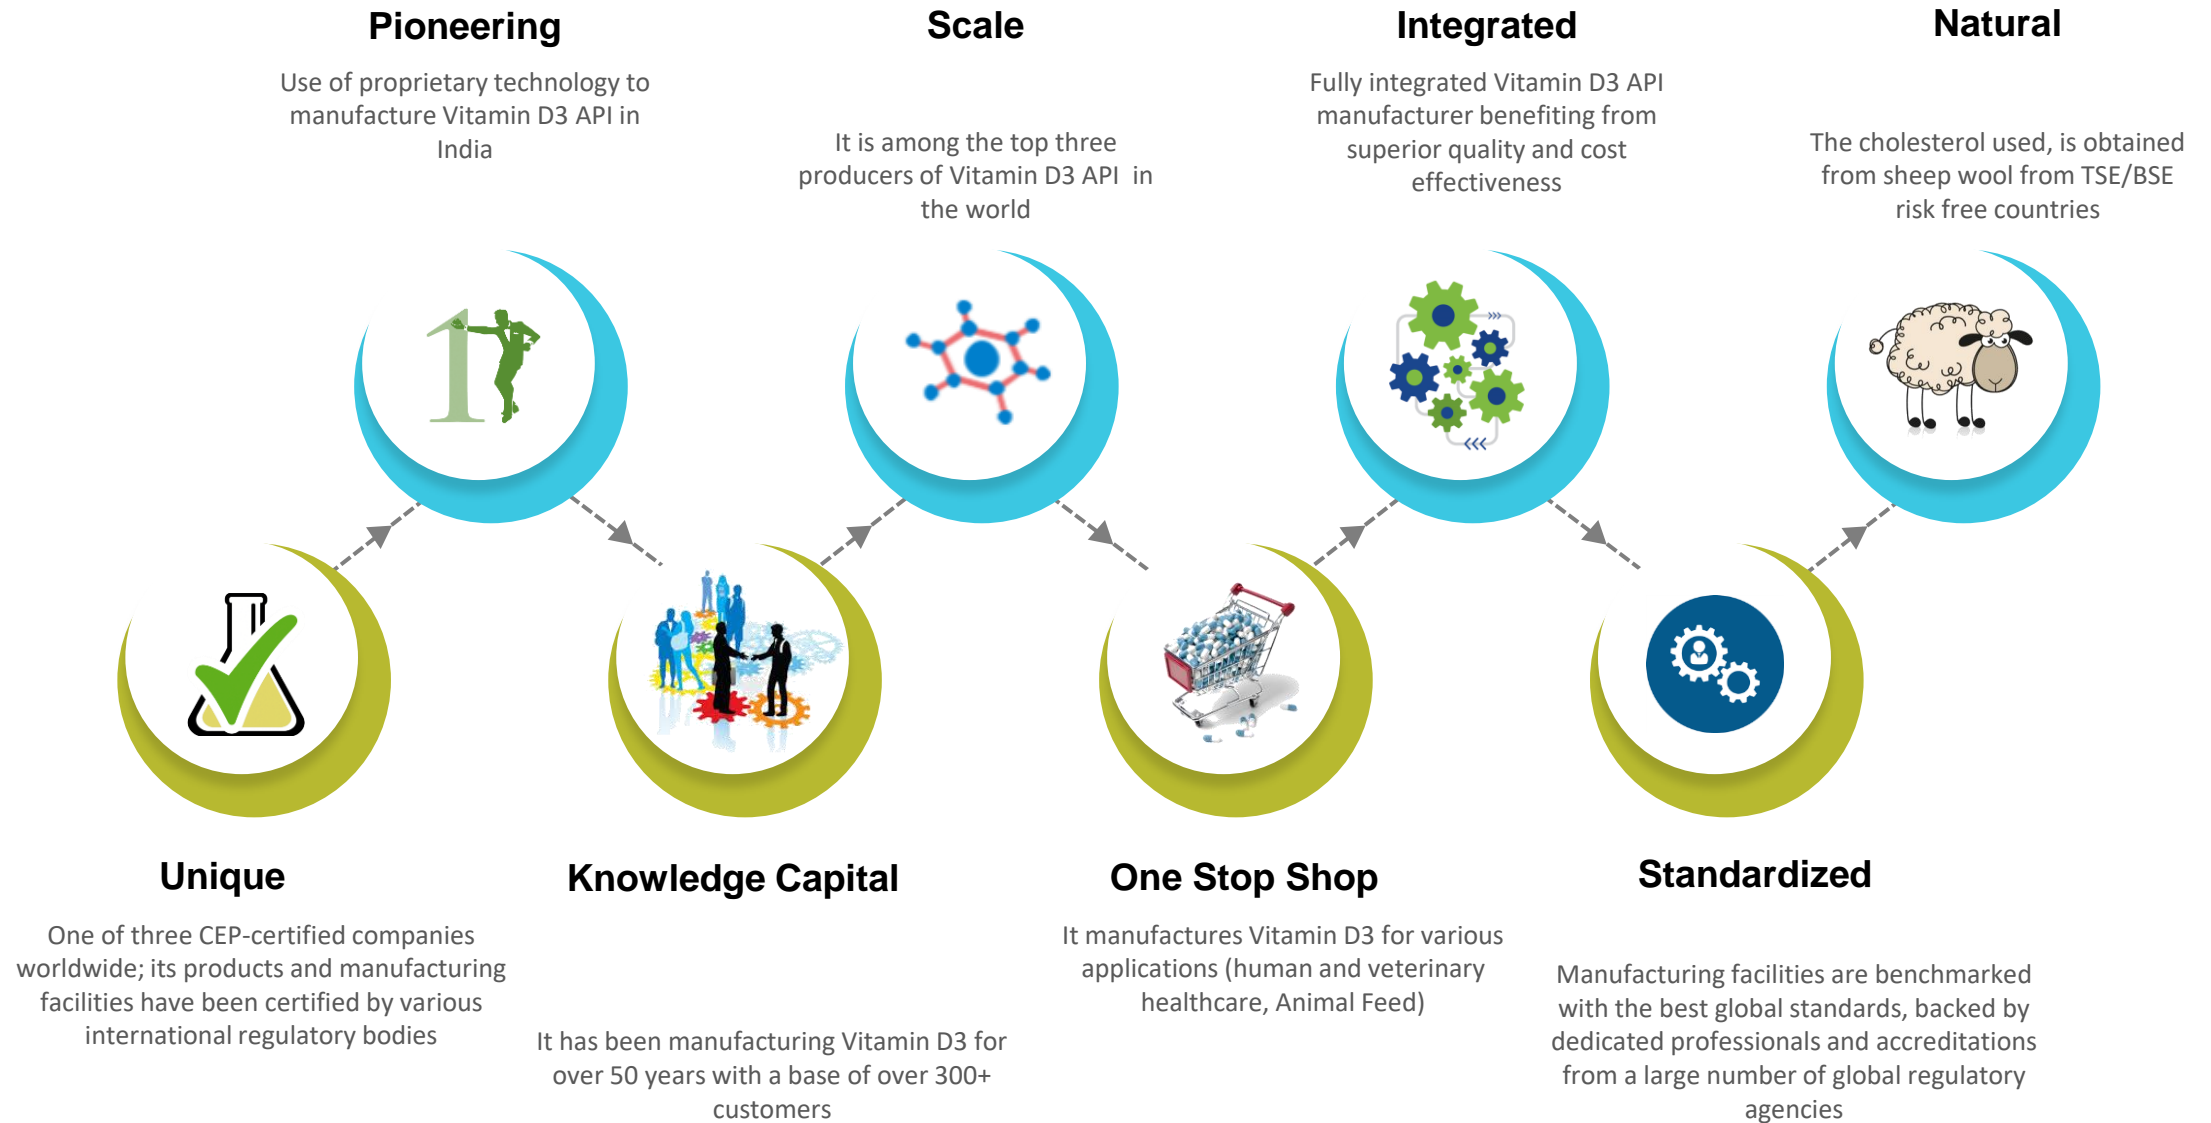 Pioneering
Use of proprietary technology to
manufacture Vitamin D3 API in
India
Scale
It is among the top three
producers of Vitamin D3 API in
the world
Integrated
Fully integrated Vitamin D3 API
manufacturer benefiting from
superior quality and cost
effectiveness
Natural
The cholesterol used, is obtained
from sheep wool from TSE/BSE
risk free countries
1
Unique
One of three CEP-certified companies
worldwide; its products and manufacturing
facilities have been certified by various
international regulatory bodies
Knowledge Capital
It has been manufacturing Vitamin D3 for
over 50 years with a base of over 300+
customers
One Stop Shop
It manufactures Vitamin D3 for various
applications (human and veterinary
healthcare, Animal Feed)
Standardized
Manufacturing facilities are benchmarked
with the best global standards, backed by
dedicated professionals and accreditations
from a large number of global regulatory
agencies